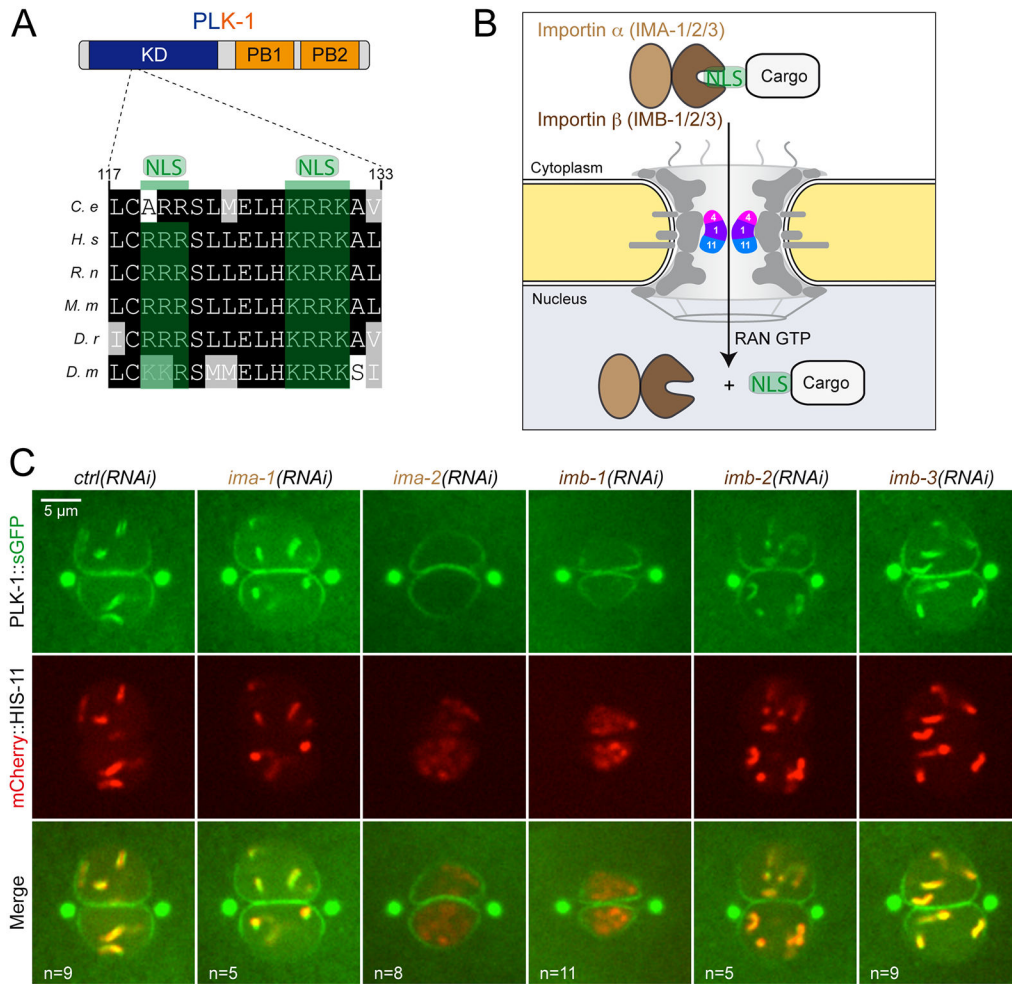 A
PLK-1
KD
PB1
PB2
117
NLS
NLS
133
C. e
LCARRSLMELHKRRKAV
H. s
LCRRRSLLELHKRRKAL
R. n
LCRRRSLLELHKRRKAL
M. m
LCRRRSLLELHKRRKAL
D. r
ICRRRSLLELHKRRKAV
D. m
LCKKRSMMELHKRRKSI
B
Importin α (IMA-1/2/3)
NLS
Cargo
Importin β (IMB-1/2/3)
Cytoplasm
4
4
1
1
11
11
Nucleus
RAN GTP
+
NLS
Cargo
C
ctrl(RNAi)
ima-1(RNAi)
ima-2(RNAi)
imb-1(RNAi)
imb-2(RNAi)
imb-3(RNAi)
5 µm
PLK-1::sGFP
mCherry::HIS-11
Merge
n=9
n=5
n=8
n=11
n=5
n=9